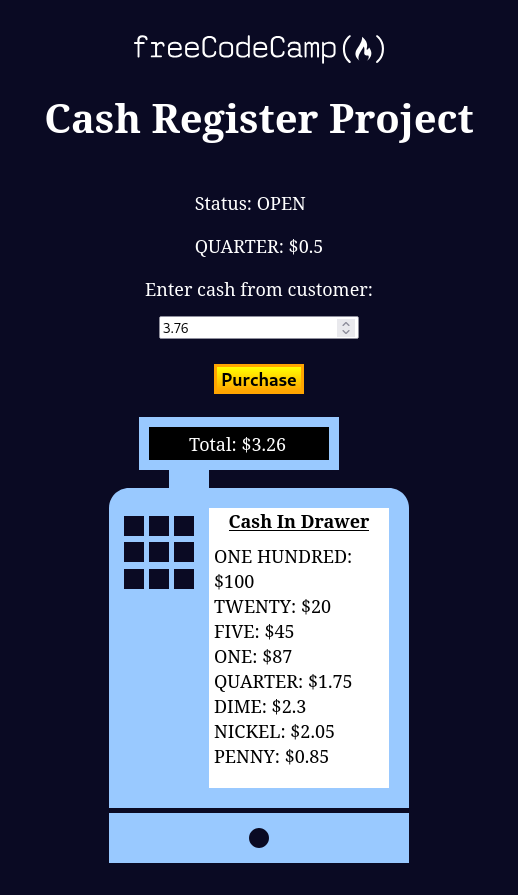 freeCodeCamp(🔥)
Cash Register Project
Status: OPEN
QUARTER: $0.5
Enter cash from customer:
3.76
Purchase
Total: $3.26
Cash In Drawer
ONE HUNDRED:
$100
TWENTY: $20
FIVE: $45
ONE: $87
QUARTER: $1.75
DIME: $2.3
NICKEL: $2.05
PENNY: $0.85